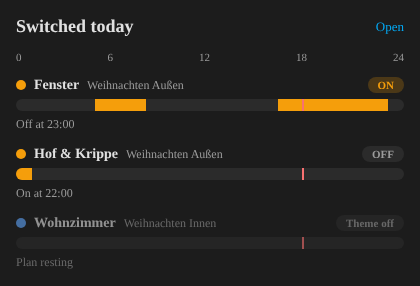 Switched today Open
0 6 12 18 24
Fenster Weihnachten Außen ON
Off at 23:00
Hof & Krippe Weihnachten Außen OFF
On at 22:00
Wohnzimmer Weihnachten Innen Theme off
Plan resting